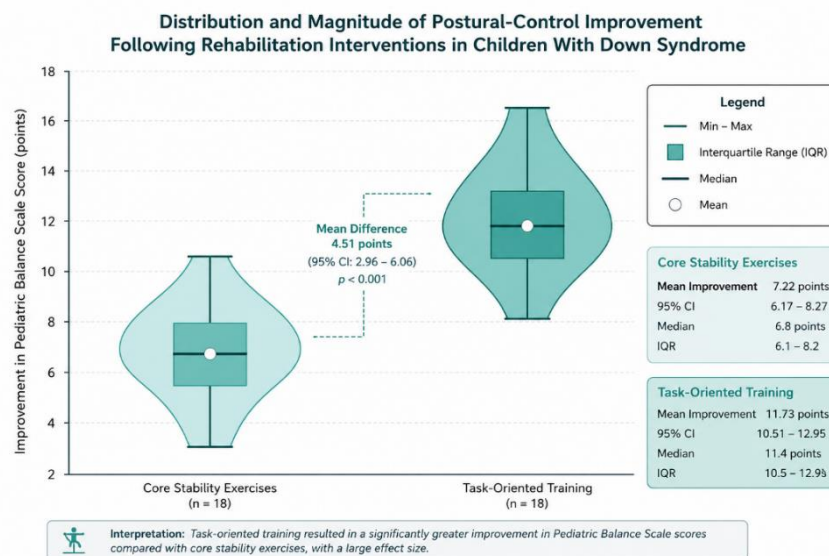 Distribution and Magnitude of Postural-Control Improvement
Following Rehabilitation Interventions in Children With Down Syndrome
Improvement in Pediatric Balance Scale Score (points)
18
16
14
12
10
8
6
4
2
Mean Difference
4.51 points
(95% CI: 2.96 – 6.06)
p < 0.001
Core Stability Exercises
(n = 18)
Task-Oriented Training
(n = 18)
Legend
Min – Max
Interquartile Range (IQR)
Median
Mean
Core Stability Exercises
Mean Improvement 7.22 points
95% CI 6.17 – 8.27
Median 6.8 points
IQR 6.1 – 8.2
Task-Oriented Training
Mean Improvement 11.73 points
95% CI 10.51 – 12.95
Median 11.4 points
IQR 10.5 –
Interpretation: Task-oriented training resulted in a significantly greater improvement in Pediatric Balance Scale scores
compared with core stability exercises, with a large effect size.